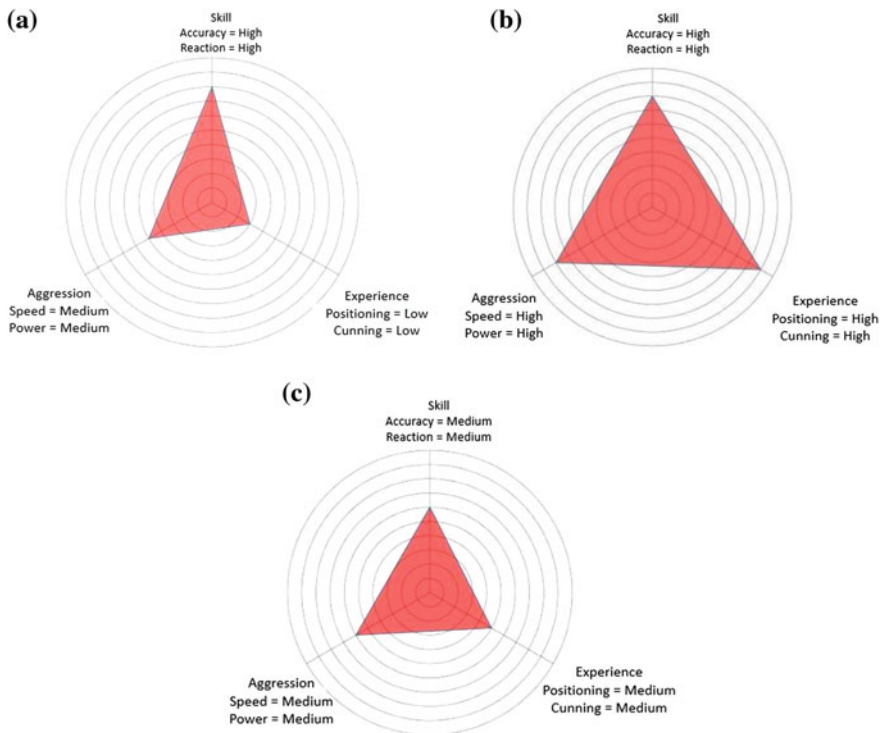 (a)
Skill
Accuracy = High
Reaction = High
Aggression
Speed = Medium
Power = Medium
Experience
Positioning = Low
Cunning = Low
(b)
Skill
Accuracy = High
Reaction = High
Aggression
Speed = High
Power = High
Experience
Positioning = High
Cunning = High
(c)
Skill
Accuracy = Medium
Reaction = Medium
Aggression
Speed = Medium
Power = Medium
Experience
Positioning = Medium
Cunning = Medium